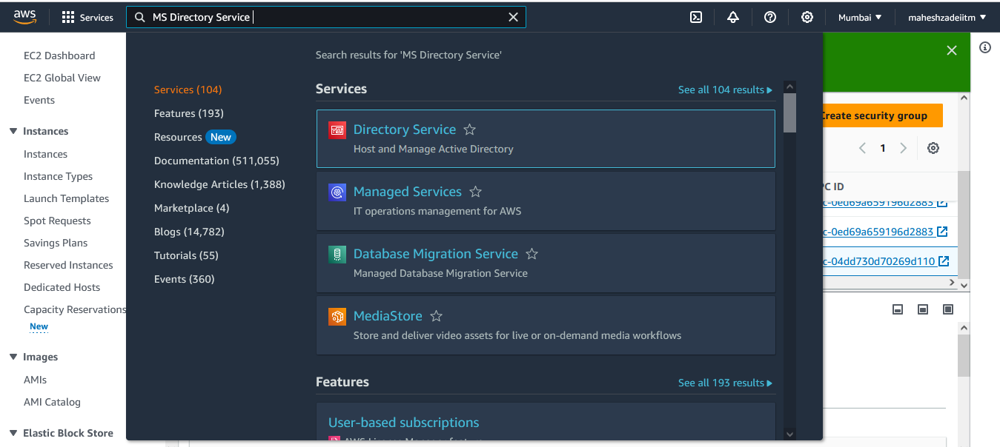 aws
Services
MS Directory Service
Mumbai
maheshzadeiitm
EC2 Dashboard
EC2 Global View
Events
Instances
Instances
Instance Types
Launch Templates
Spot Requests
Savings Plans
Reserved Instances
Dedicated Hosts
Capacity Reservations
New
Images
AMIs
AMI Catalog
Elastic Block Store
Search results for 'MS Directory Service'
Services (104)
Features (193)
Resources New
Documentation (511,055)
Knowledge Articles (1,388)
Marketplace (4)
Blogs (14,782)
Tutorials (55)
Events (360)
Services
See all 104 results
Directory Service
Host and Manage Active Directory
Managed Services
IT operations management for AWS
Database Migration Service
Managed Database Migration Service
MediaStore
Store and deliver video assets for live or on-demand media workflows
Features
See all 193 results
User-based subscriptions
AWS License Manager feature
Create security group
1
PC ID
c-0ed69a659196d2883
c-0ed69a659196d2883
c-04dd730d70269d110